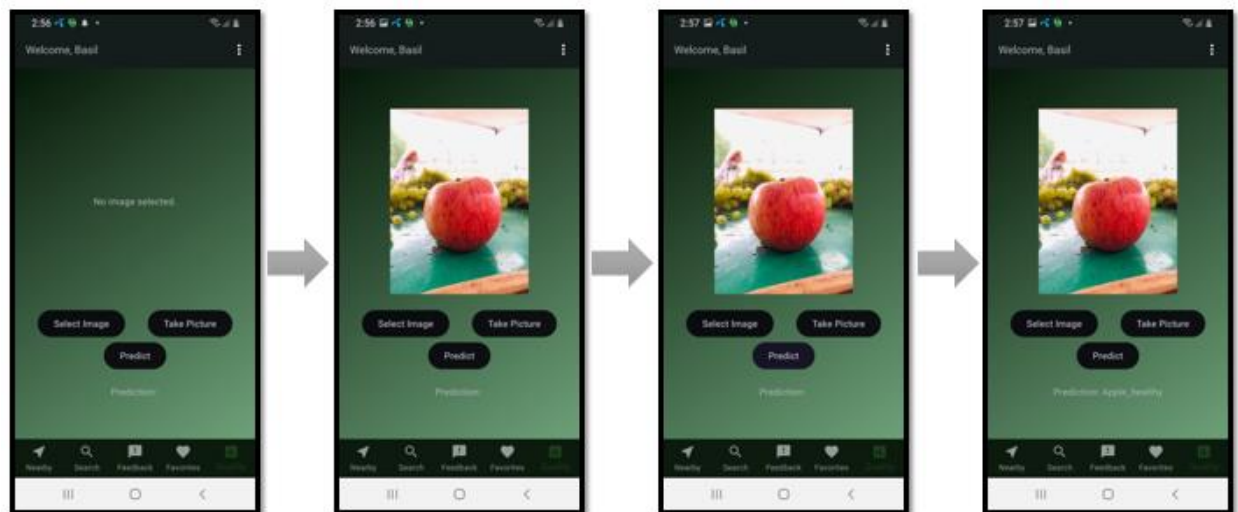 2:56
Welcome, Basil
No image selected.
Select Image
Take Picture
Predict
Prediction:
Nearby
Search
Feedback
Favorites
2:56
Welcome, Basil
Select Image
Take Picture
Predict
Prediction:
Nearby
Search
Feedback
Favorites
2:57
Welcome, Basil
Select Image
Take Picture
Predict
Prediction:
Nearby
Search
Feedback
Favorites
2:57
Welcome, Basil
Select Image
Take Picture
Predict
Prediction: Apple_healthy
Nearby
Search
Feedback
Favorites